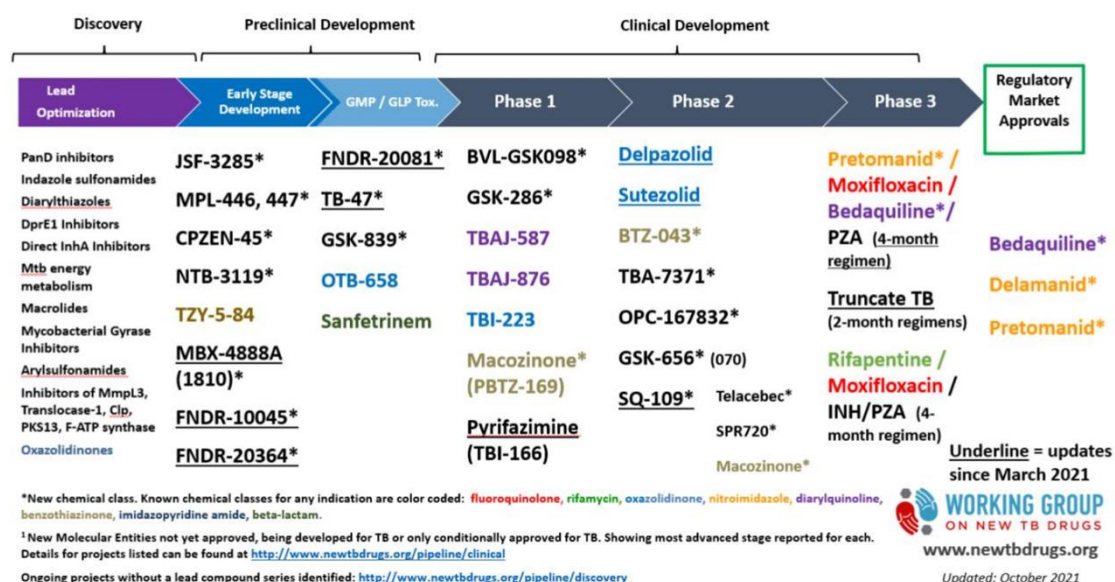 Discovery
Preclinical Development
Clinical Development
Lead
Optimization
Early Stage
Development
GMP / GLP Tox.
Phase 1
Phase 2
Phase 3
Regulatory
Market
Approvals
PanD inhibitors
Indazole sulfonamides
Diarylthiazoles
DprE1 Inhibitors
Direct InhA Inhibitors
Mtb energy
metabolism
Macrolides
Mycobacterial Gyrase
Inhibitors
Arylsulfonamides
Inhibitors of MmpL3,
Translocase-1, Clp,
PKS13, F-ATP synthase
Oxazolidinones
JSF-3285*
MPL-446, 447*
CPZEN-45*
NTB-3119*
TZY-5-84
MBX-4888A
(1810)*
FNDR-10045*
FNDR-20364*
FNDR-20081*
TB-47*
GSK-839*
OTB-658
Sanfetrinem
BVL-GSK098*
GSK-286*
TBAJ-587
TBAJ-876
TBI-223
Macozinone*
(PBTZ-169)
Pyrifazimine
(TBI-166)
Delpazolid
Sutezolid
BTZ-043*
TBA-7371*
OPC-167832*
GSK-656* (070)
SQ-109*
Telacebec*
SPR720*
Macozinone*
Pretomanid* /
Moxifloxacin /
Bedaquiline*/
PZA (4-month
regimen)
Truncate TB
(2-month regimens)
Rifapentine /
Moxifloxacin /
INH/PZA (4-
month regimen)
Bedaquiline*
Delamanid*
Pretomanid*
Underline = updates
since March 2021
*New chemical class. Known chemical classes for any indication are color coded: fluoroquinolone, rifamycin, oxazolidinone, nitroimidazole, diarylquinoline,
benzothiazinone, imidazopyridine amide, beta-lactam.
1 New Molecular Entities not yet approved, being developed for TB or only conditionally approved for TB. Showing most advanced stage reported for each.
Details for projects listed can be found at http://www.newtbdrugs.org/pipeline/clinical
Ongoing projects without a lead compound series identified: http://www.newtbdrugs.org/pipeline/discovery
WORKING GROUP
ON NEW TB DRUGS
www.newtbdrugs.org
Updated: October 2021